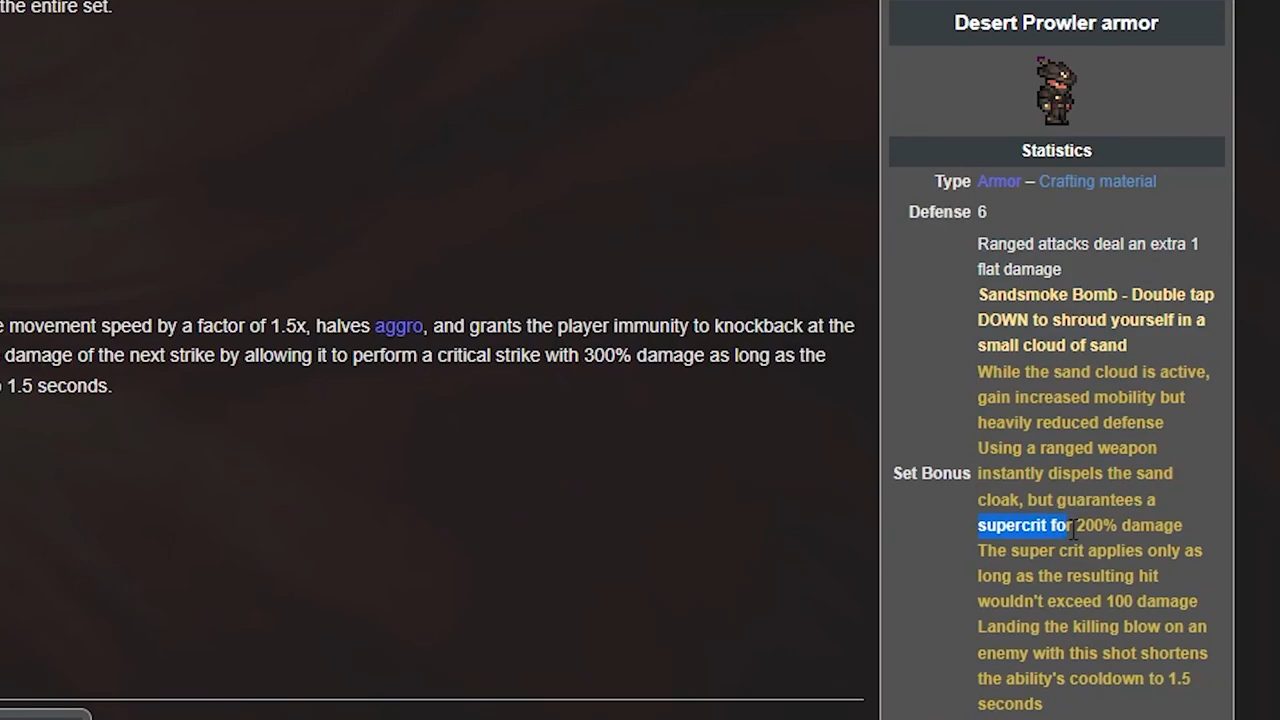 the entire set.
Desert Prowler armor
Statistics
Type Armor – Crafting material
Defense 6
Ranged attacks deal an extra 1
flat damage
Sandsmoke Bomb - Double tap
DOWN to shroud yourself in a
small cloud of sand
While the sand cloud is active,
gain increased mobility but
heavily reduced defense
Using a ranged weapon
Set Bonus instantly dispels the sand
cloak, but guarantees a
supercrit for 200% damage
The super crit applies only as
long as the resulting hit
wouldn't exceed 100 damage
Landing the killing blow on an
enemy with this shot shortens
the ability's cooldown to 1.5
seconds
movement speed by a factor of 1.5x, halves aggro, and grants the player immunity to knockback at the
damage of the next strike by allowing it to perform a critical strike with 300% damage as long as the
1.5 seconds.